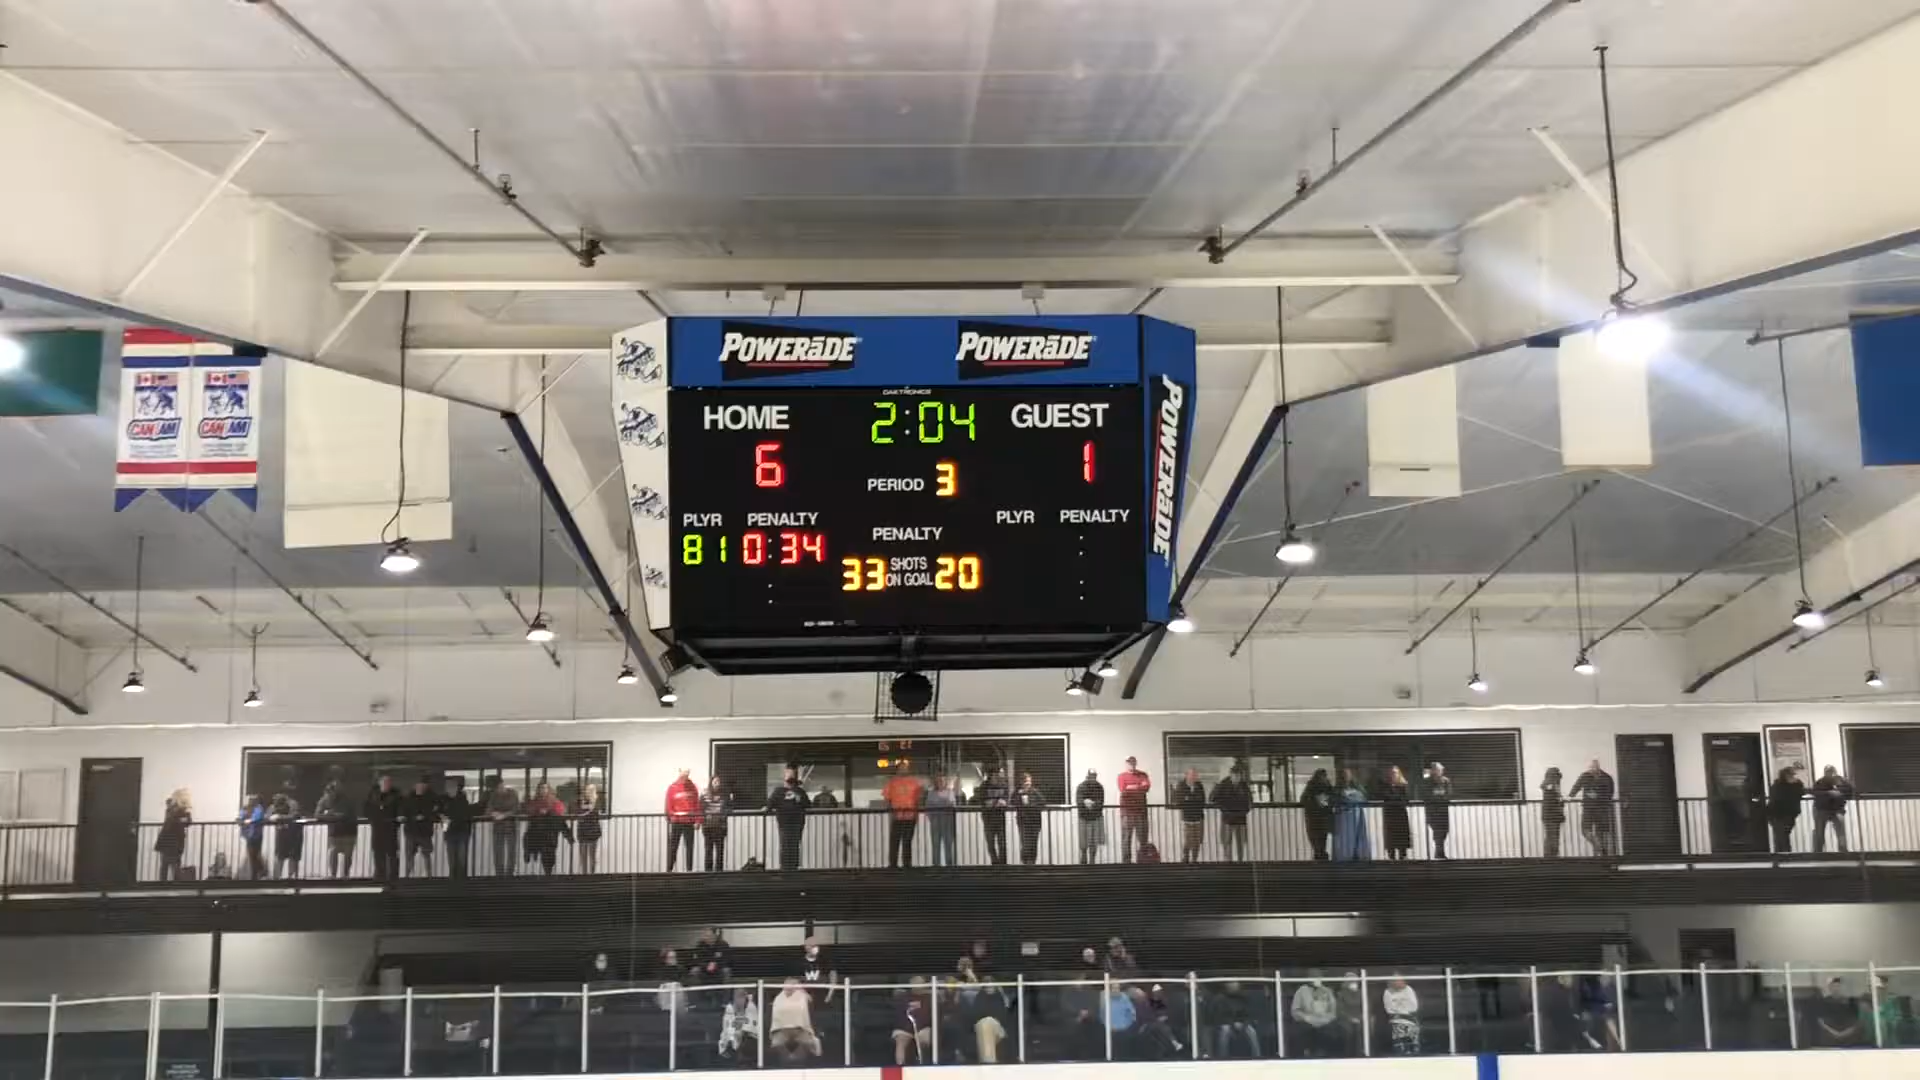 POWERADE POWERADE
DAKTRONICS
HOME 2:04 GUEST
6 PERIOD 3 1
PLYR PENALTY PENALTY PLYR PENALTY
81 0:34
33 SHOTS ON GOAL 20
POWERADE
CAN AM CAN AM
W